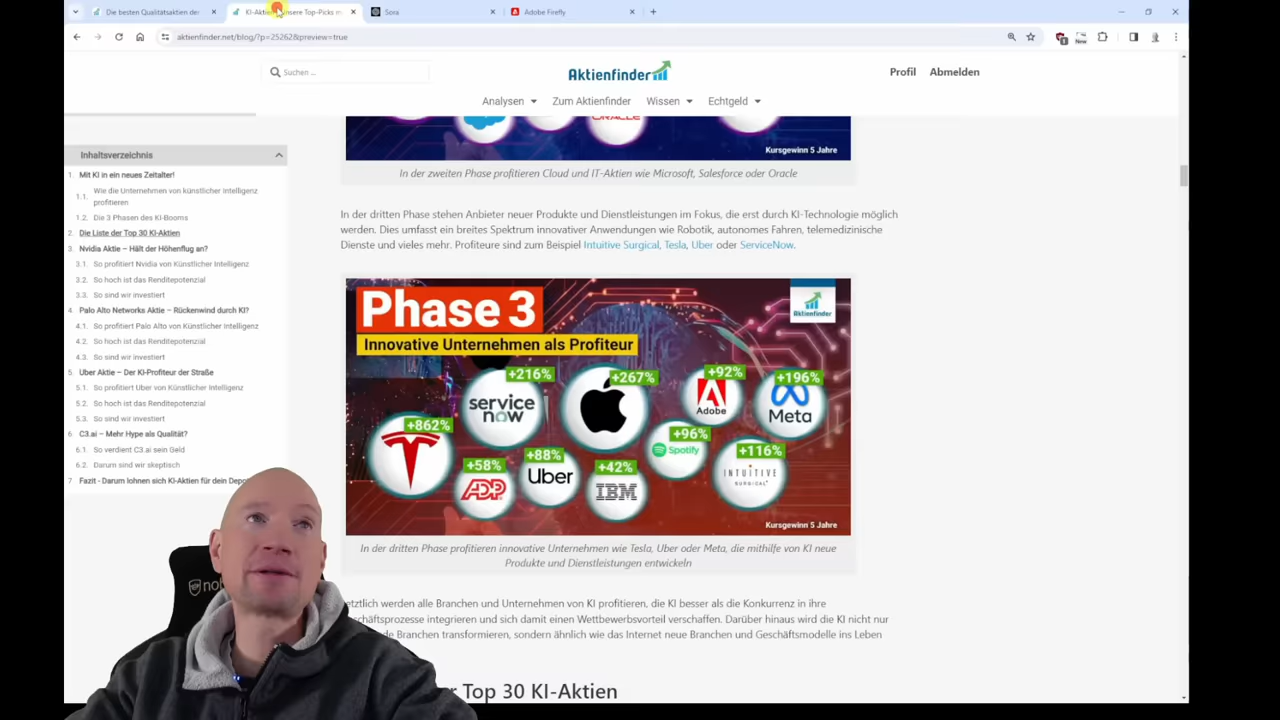 Die besten Qualitätsaktien der
KI-Aktien: Unsere Top-Picks m
Sora
Adobe Firefly
aktienfinder.net/blog/?p=25262&preview=true
New
Suchen ...
Aktienfinder
Profil
Abmelden
Analysen
Zum Aktienfinder
Wissen
Echtgeld
Inhaltsverzeichnis
1. Mit KI in ein neues Zeitalter!
1.1. Wie die Unternehmen von künstlicher Intelligenz
profitieren
1.2. Die 3 Phasen des KI-Booms
2. Die Liste der Top 30 KI-Aktien
3. Nvidia Aktie – Hält der Höhenflug an?
3.1. So profitiert Nvidia von Künstlicher Intelligenz
3.2. So hoch ist das Renditepotenzial
3.3. So sind wir investiert
4. Palo Alto Networks Aktie – Rückenwind durch KI?
4.1. So profitiert Palo Alto von Künstlicher Intelligenz
4.2. So hoch ist das Renditepotenzial
4.3. So sind wir investiert
5. Uber Aktie – Der KI-Profiteur der Straße
5.1. So profitiert Uber von Künstlicher Intelligenz
5.2. So hoch ist das Renditepotenzial
5.3. So sind wir investiert
6. C3.ai – Mehr Hype als Qualität?
6.1. So verdient C3.ai sein Geld
6.2. Darum sind wir skeptisch
7 Fazit - Darum lohnen sich KI-Aktien für dein Depo
ORACLE
Kursgewinn 5 Jahre
In der zweiten Phase profitieren Cloud und IT-Aktien wie Microsoft, Salesforce oder Oracle
In der dritten Phase stehen Anbieter neuer Produkte und Dienstleistungen im Fokus, die erst durch KI-Technologie möglich
werden. Dies umfasst ein breites Spektrum innovativer Anwendungen wie Robotik, autonomes Fahren, telemedizinische
Dienste und vieles mehr. Profiteure sind zum Beispiel Intuitive Surgical, Tesla, Uber oder ServiceNow.
Phase 3
Innovative Unternehmen als Profiteur
Aktienfinder
+216%
servicenow
+267%
+92%
Adobe
+196%
Meta
+862%
+58%
ADP
+88%
Uber
+42%
IBM
+96%
Spotify
+116%
INTUITIVE
SURGICAL
Kursgewinn 5 Jahre
In der dritten Phase profitieren innovative Unternehmen wie Tesla, Uber oder Meta, die mithilfe von KI neue
Produkte und Dienstleistungen entwickeln
etztlich werden alle Branchen und Unternehmen von KI profitieren, die KI besser als die Konkurrenz in ihre
schäftsprozesse integrieren und sich damit einen Wettbewerbsvorteil verschaffen. Darüber hinaus wird die KI nicht nur
de Branchen transformieren, sondern ähnlich wie das Internet neue Branchen und Geschäftsmodelle ins Leben
r Top 30 KI-Aktien